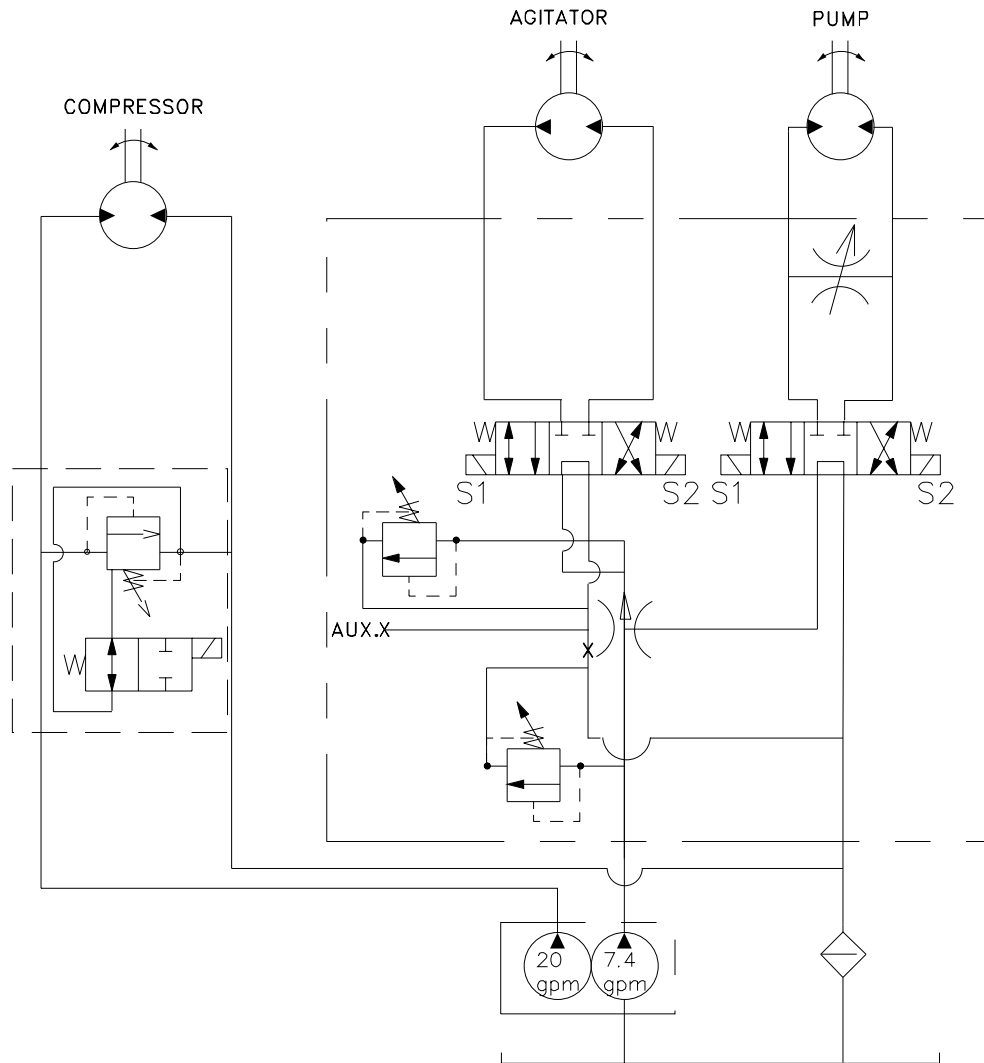 AGITATOR
PUMP
COMPRESSOR
S1
S2
S1
S2
AUX.X
X
20
gpm
7.4
gpm